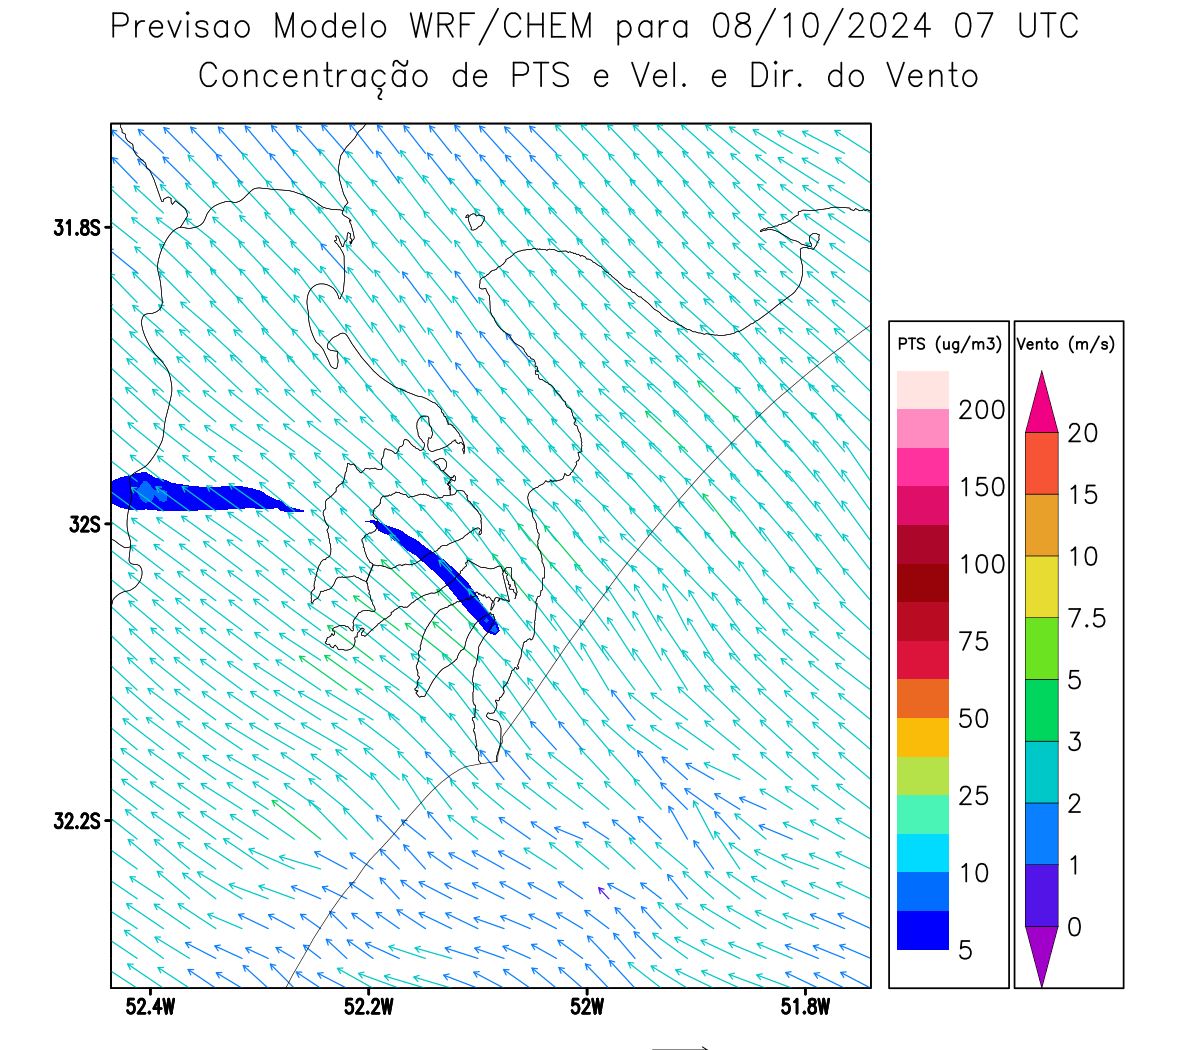 Previsao Modelo WRF/CHEM para 08/10/2024 07 UTC
Concentração de PTS e Vel. e Dir. do Vento
31.8S
32S
32.2S
52.4W
52.2W
52W
51.8W
PTS (ug/m3)
200
150
100
75
50
25
10
5
Vento (m/s)
20
15
10
7.5
5
3
2
1
0